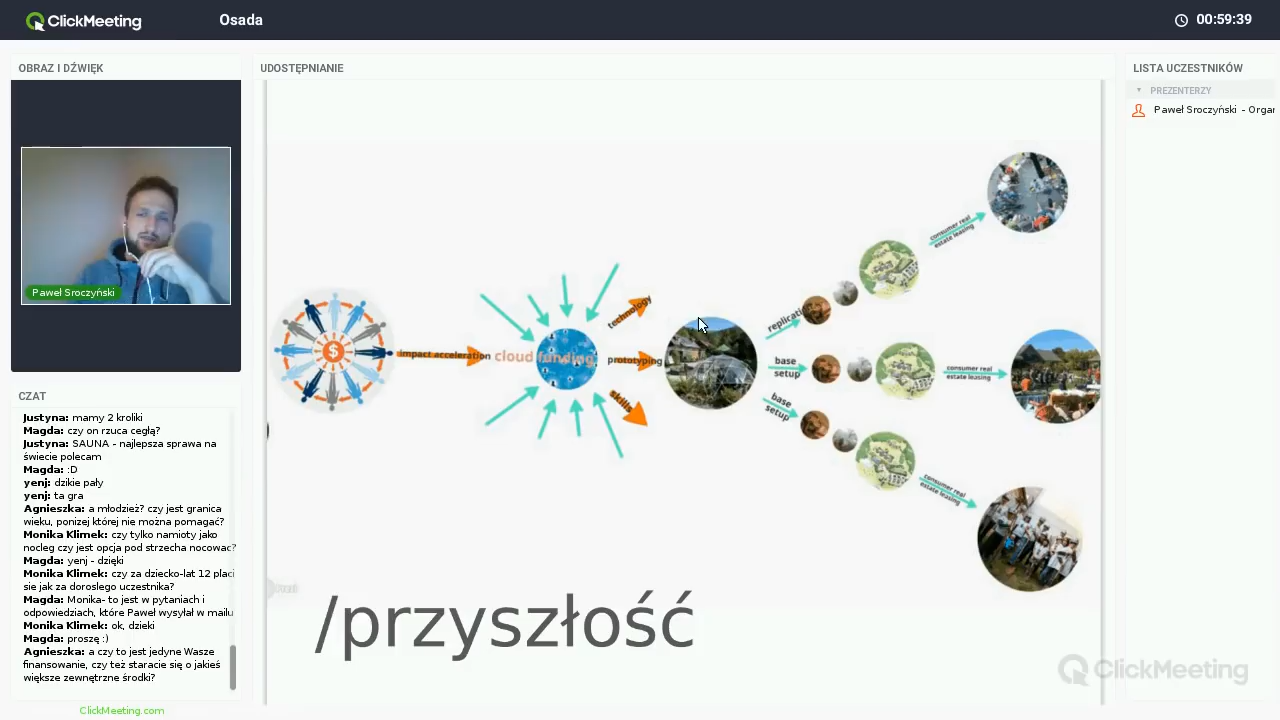 ClickMeeting
Osada
00:59:39
OBRAZ I DŹWIĘK
Paweł Sroczyński
CZAT
Justyna: mamy 2 kroliki
Magda: czy on rzuca cegłą?
Justyna: SAUNA - najlepsza sprawa na
świecie polecam
Magda: :D
yenj: dzikie pały
yenj: ta gra
Agnieszka: a młodzież? czy jest granica
wieku, ponizej której nie można pomagać?
Monika Klimek: czy tylko namioty jako
nocleg czy jest opcja pod strzecha nocowac?
Magda: yenj - dzięki
Monika Klimek: czy za dziecko-lat 12 placi
sie jak za doroslego uczestnika?
Magda: Monika- to jest w pytaniach i
odpowiedziach, które Paweł wysyłał w mailu
Monika Klimek: ok, dzieki
Magda: proszę :)
Agnieszka: a czy to jest jedyne Wasze
finansowanie, czy też staracie się o jakieś
większe zewnętrzne środki?
ClickMeeting.com
UDOSTĘPNIANIE
$
impact acceleration
cloud funding
technology
prototyping
skills
base
setup
base
setup
consumer real
estate leasing
consumer real
estate leasing
consumer real
estate leasing
/przyszłość
ClickMeeting
LISTA UCZESTNIKÓW
PREZENTERZY
Paweł Sroczyński - Organ